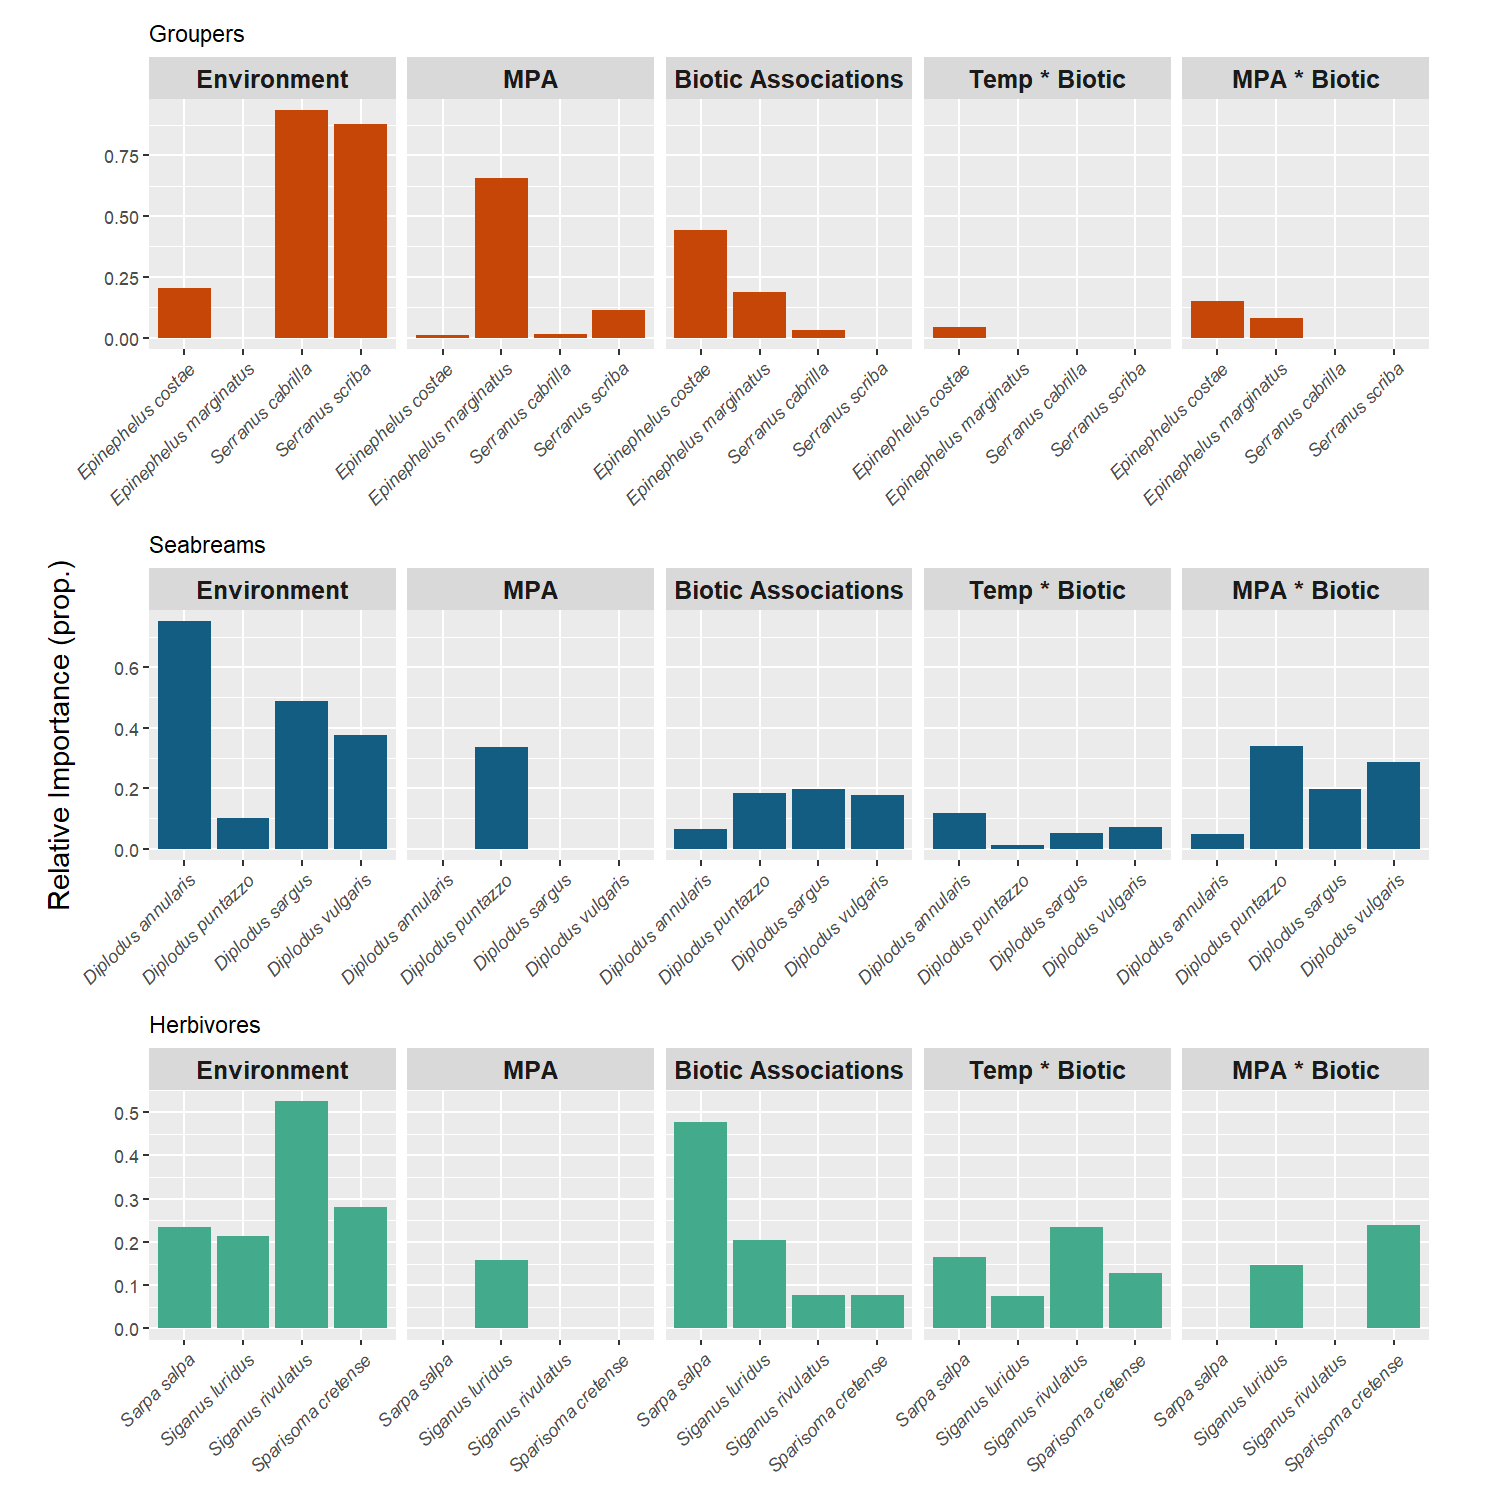 Groupers
Environment MPA Biotic Associations Temp * Biotic MPA * Biotic
0.75
0.50
0.25
0.00
Epinephelus costae Epinephelus marginatus Serranus cabrilla Serranus scriba Epinephelus costae Epinephelus marginatus Serranus cabrilla Serranus scriba Epinephelus costae Epinephelus marginatus Serranus cabrilla Serranus scriba Epinephelus costae Epinephelus marginatus Serranus cabrilla Serranus scriba Epinephelus costae Epinephelus marginatus Serranus cabrilla Serranus scriba
Relative Importance (prop.)
Seabreams
Environment MPA Biotic Associations Temp * Biotic MPA * Biotic
0.6
0.4
0.2
0.0
Diplodus annularis Diplodus puntazzo Diplodus sargus Diplodus vulgaris Diplodus annularis Diplodus puntazzo Diplodus sargus Diplodus vulgaris Diplodus annularis Diplodus puntazzo Diplodus sargus Diplodus vulgaris Diplodus annularis Diplodus puntazzo Diplodus sargus Diplodus vulgaris Diplodus annularis Diplodus puntazzo Diplodus sargus Diplodus vulgaris
Herbivores
Environment MPA Biotic Associations Temp * Biotic MPA * Biotic
0.5
0.4
0.3
0.2
0.1
0.0
Sarpa salpa Siganus luridus Siganus rivulatus Sparisoma cretense Sarpa salpa Siganus luridus Siganus rivulatus Sparisoma cretense Sarpa salpa Siganus luridus Siganus rivulatus Sparisoma cretense Sarpa salpa Siganus luridus Siganus rivulatus Sparisoma cretense Sarpa salpa Siganus luridus Siganus rivulatus Sparisoma cretense